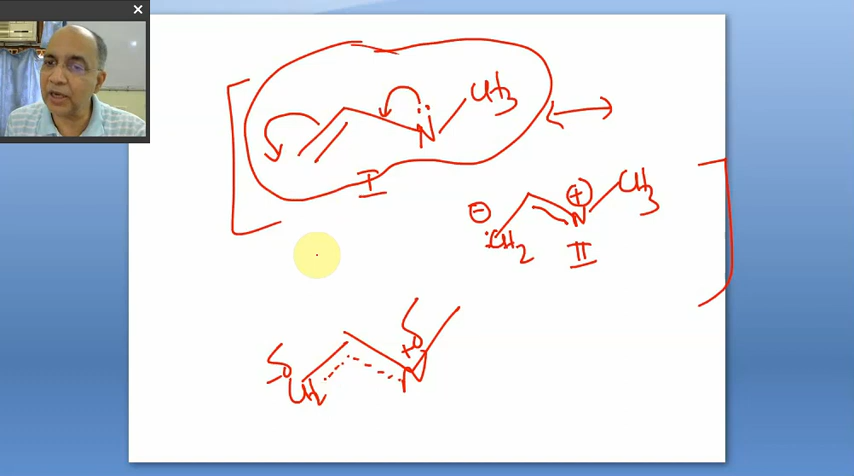 CH3
N
I
⊖
⊕
CH3
:CH2
N
II
δ+
δ−
CH2
N